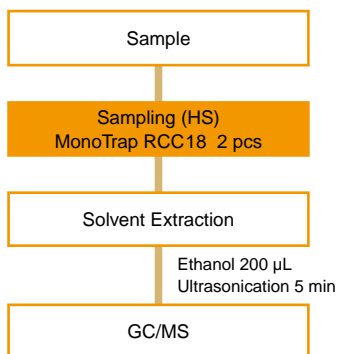 Sample
Sampling (HS)
MonoTrap RCC18  2 pcs
Solvent Extraction
Ethanol 200 µL
Ultrasonication 5 min
GC/MS